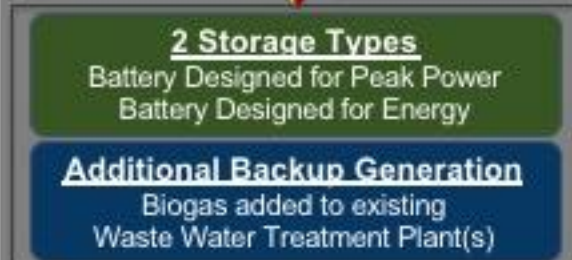 2 Storage Types
Battery Designed for Peak Power
Battery Designed for Energy
Additional Backup Generation
Biogas added to existing
Waste Water Treatment Plant(s)